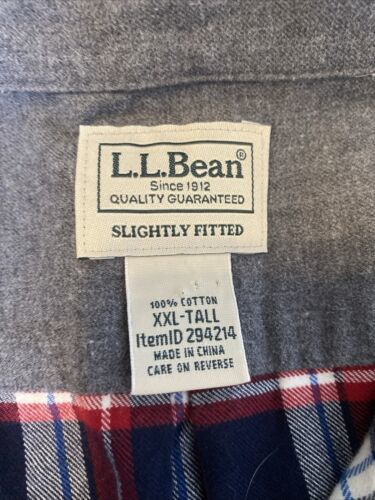 L.L.Bean®
Since 1912
QUALITY GUARANTEED
SLIGHTLY FITTED
100% COTTON
XXL-TALL
ItemID 294214
MADE IN CHINA
CARE ON REVERSE